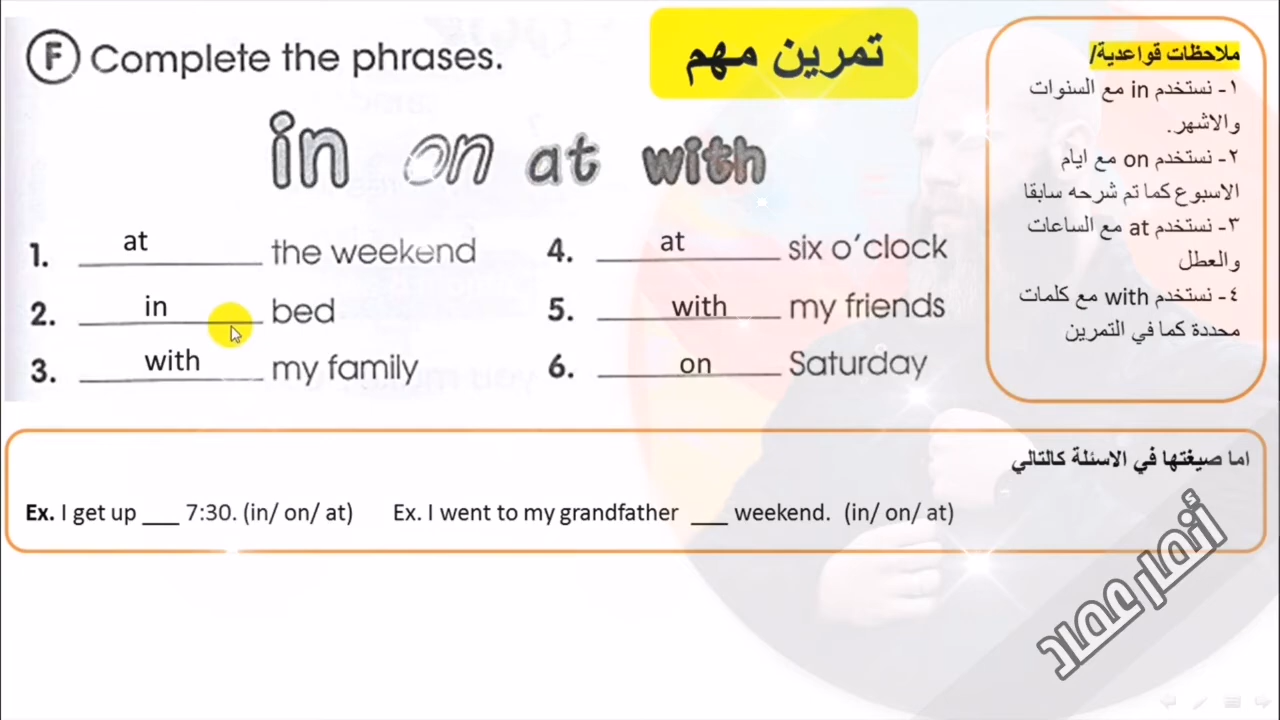 F Complete the phrases.
تمرين مهم
in on at with
1. at the weekend
2. in bed
3. with my family
4. at six o’clock
5. with my friends
6. on Saturday
ملاحظات قواعدية/
١- نستخدم in مع السنوات
والاشهر.
٢- نستخدم on مع ايام
الاسبوع كما تم شرحه سابقا
٣- نستخدم at مع الساعات
والعطل
٤- نستخدم with مع كلمات
محددة كما في التمرين
اما صيغتها في الاسئلة كالتالي
Ex. I get up ___ 7:30. (in/ on/ at) Ex. I went to my grandfather ___ weekend. (in/ on/ at)
أنمار عماد